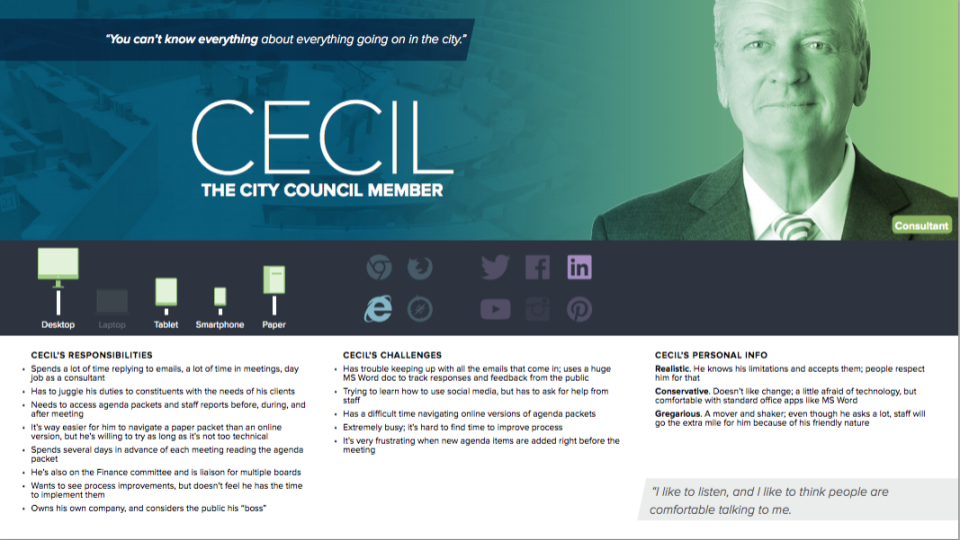 "You can't know everything about everything going on in the city."
CECIL
THE CITY COUNCIL MEMBER
Consultant
Desktop
Laptop
Tablet
Smartphone
Paper
in
CECIL'S RESPONSIBILITIES
• Spends a lot of time replying to emails, a lot of time in meetings, day
job as a consultant
• Has to juggle his duties to constituents with the needs of his clients
• Needs to access agenda packets and staff reports before, during, and
after meeting
• It's way easier for him to navigate a paper packet than an online
version, but he's willing to try as long as it's not too technical
• Spends several days in advance of each meeting reading the agenda
packet
• He's also on the Finance committee and is liaison for multiple boards
• Wants to see process improvements, but doesn't feel he has the time
to implement them
• Owns his own company, and considers the public his "boss"
CECIL'S CHALLENGES
• Has trouble keeping up with all the emails that come in; uses a huge
MS Word doc to track responses and feedback from the public
• Trying to learn how to use social media, but has to ask for help from
staff
• Has a difficult time navigating online versions of agenda packets
• Extremely busy; it's hard to find time to improve process
• It's very frustrating when new agenda items are added right before the
meeting
CECIL'S PERSONAL INFO
Realistic. He knows his limitations and accepts them; people respect
him for that
Conservative. Doesn't like change; a little afraid of technology, but
comfortable with standard office apps like MS Word
Gregarious. A mover and shaker; even though he asks a lot, staff will
go the extra mile for him because of his friendly nature
"I like to listen, and I like to think people are
comfortable talking to me.